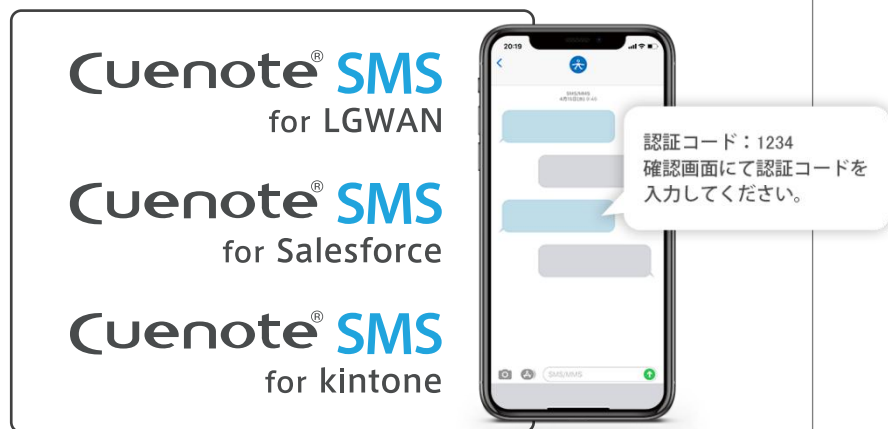 Cuenote® SMS
for LGWAN
Cuenote® SMS
for Salesforce
Cuenote® SMS
for kintone
20:19
SMS/MMS
認証コード：1234
確認画面にて認証コードを
入力してください。
SMS/MMS